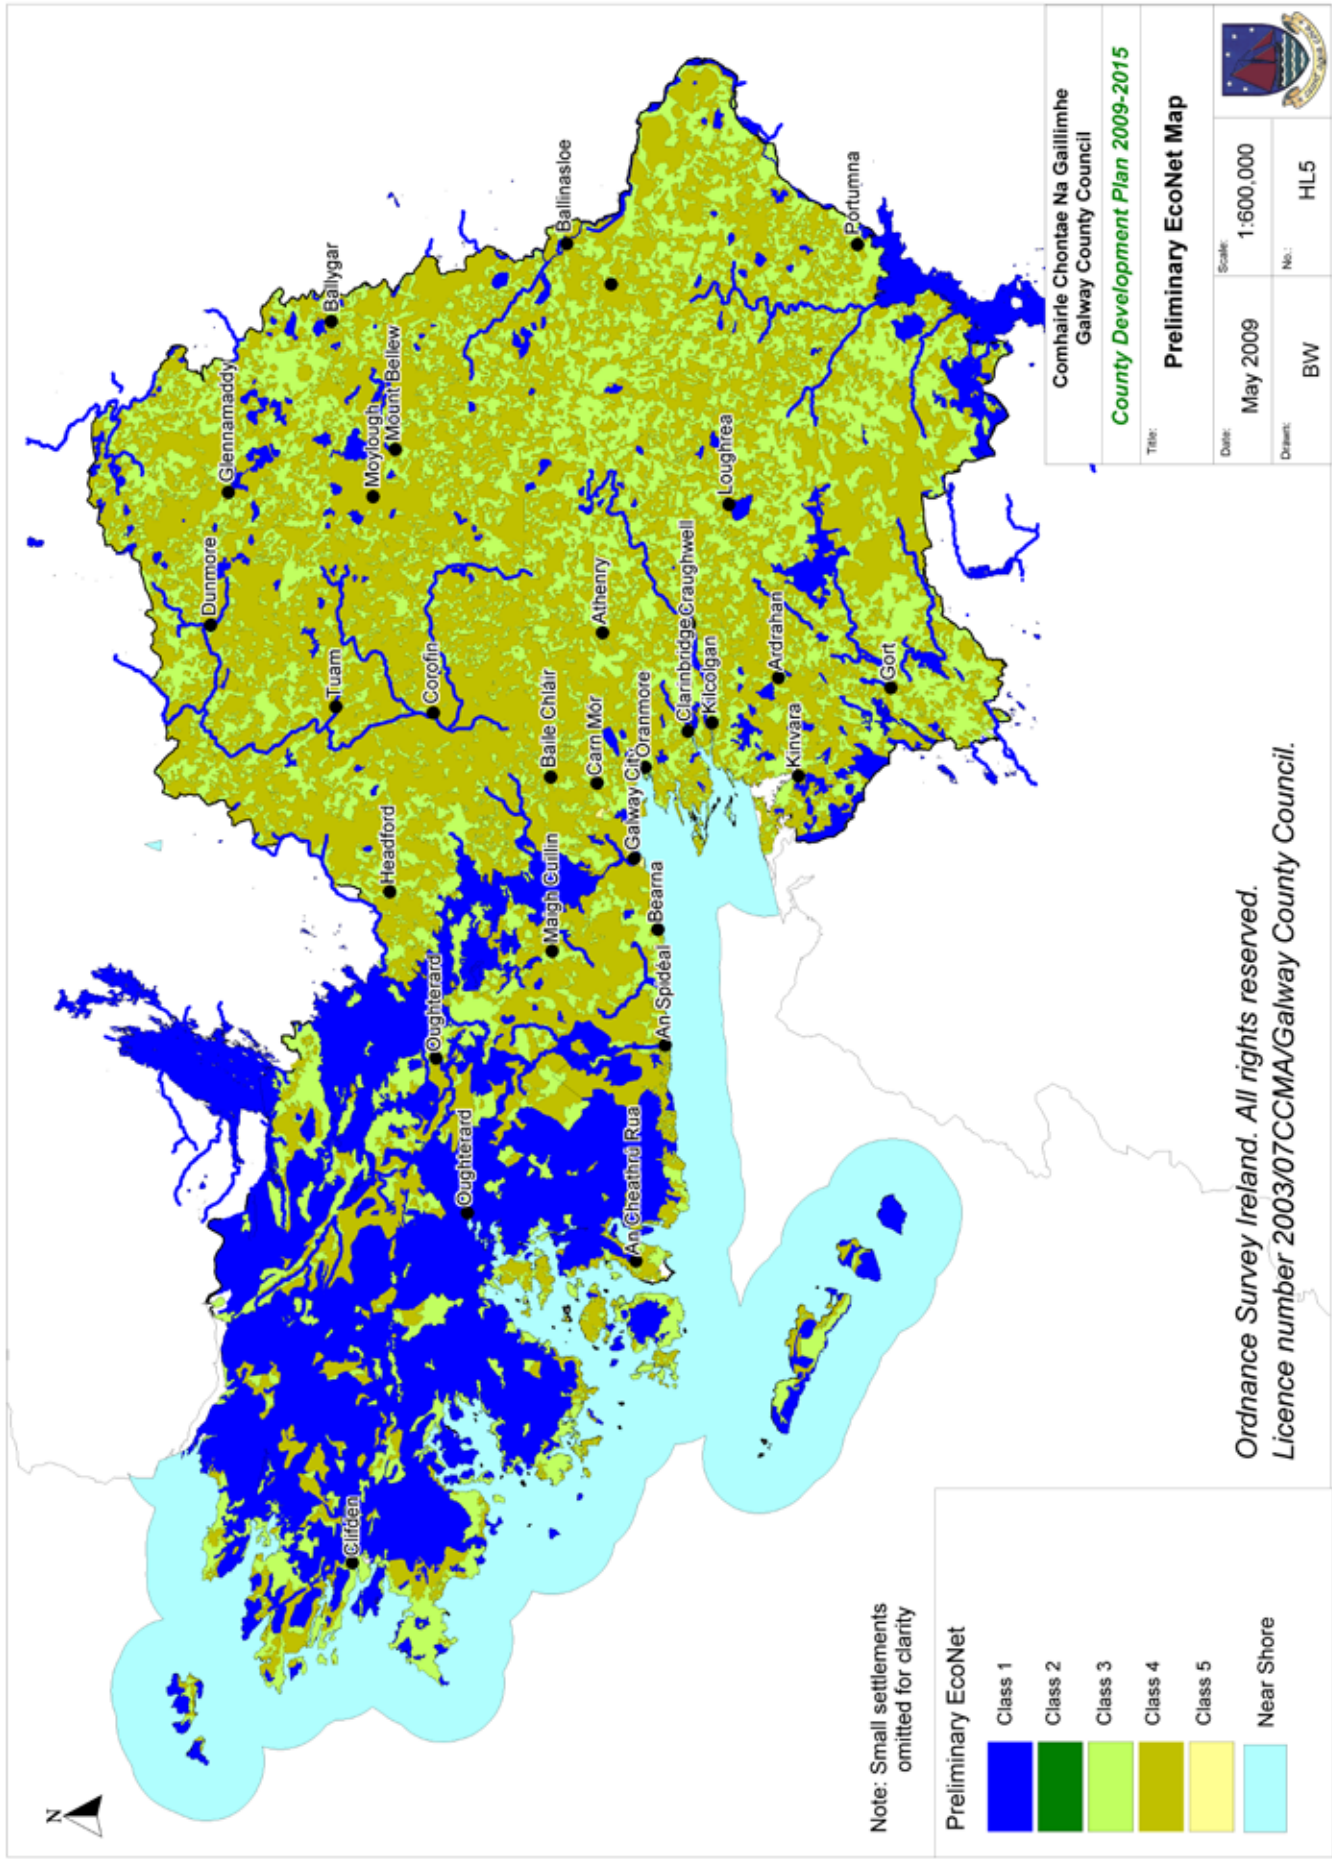 N
Dunmore
Glennamaddy
Ballygar
Tuam
Moylough
Mount Bellew
Headford
Corofin
Oughterard
Oughterard
Clifden
Baile Chláir
Ballinasloe
Maigh Cuillin
Carn Mór
Athenry
Galway City
Oranmore
Bearna
An Spidéal
An Cheathrú Rua
Clarinbridge
Craughwell
Kilcolgan
Loughrea
Kinvara
Ardrahan
Gort
Portumna
Note: Small settlements
omitted for clarity
Preliminary EcoNet
Class 1
Class 2
Class 3
Class 4
Class 5
Near Shore
Ordnance Survey Ireland. All rights reserved.
Licence number 2003/07CCMA/Galway County Council.
Comhairle Chontae Na Gaillimhe
Galway County Council
County Development Plan 2009-2015
Title:
Preliminary EcoNet Map
Date:
May 2009
Scale:
1:600,000
Drawn:
BW
No.:
HL5